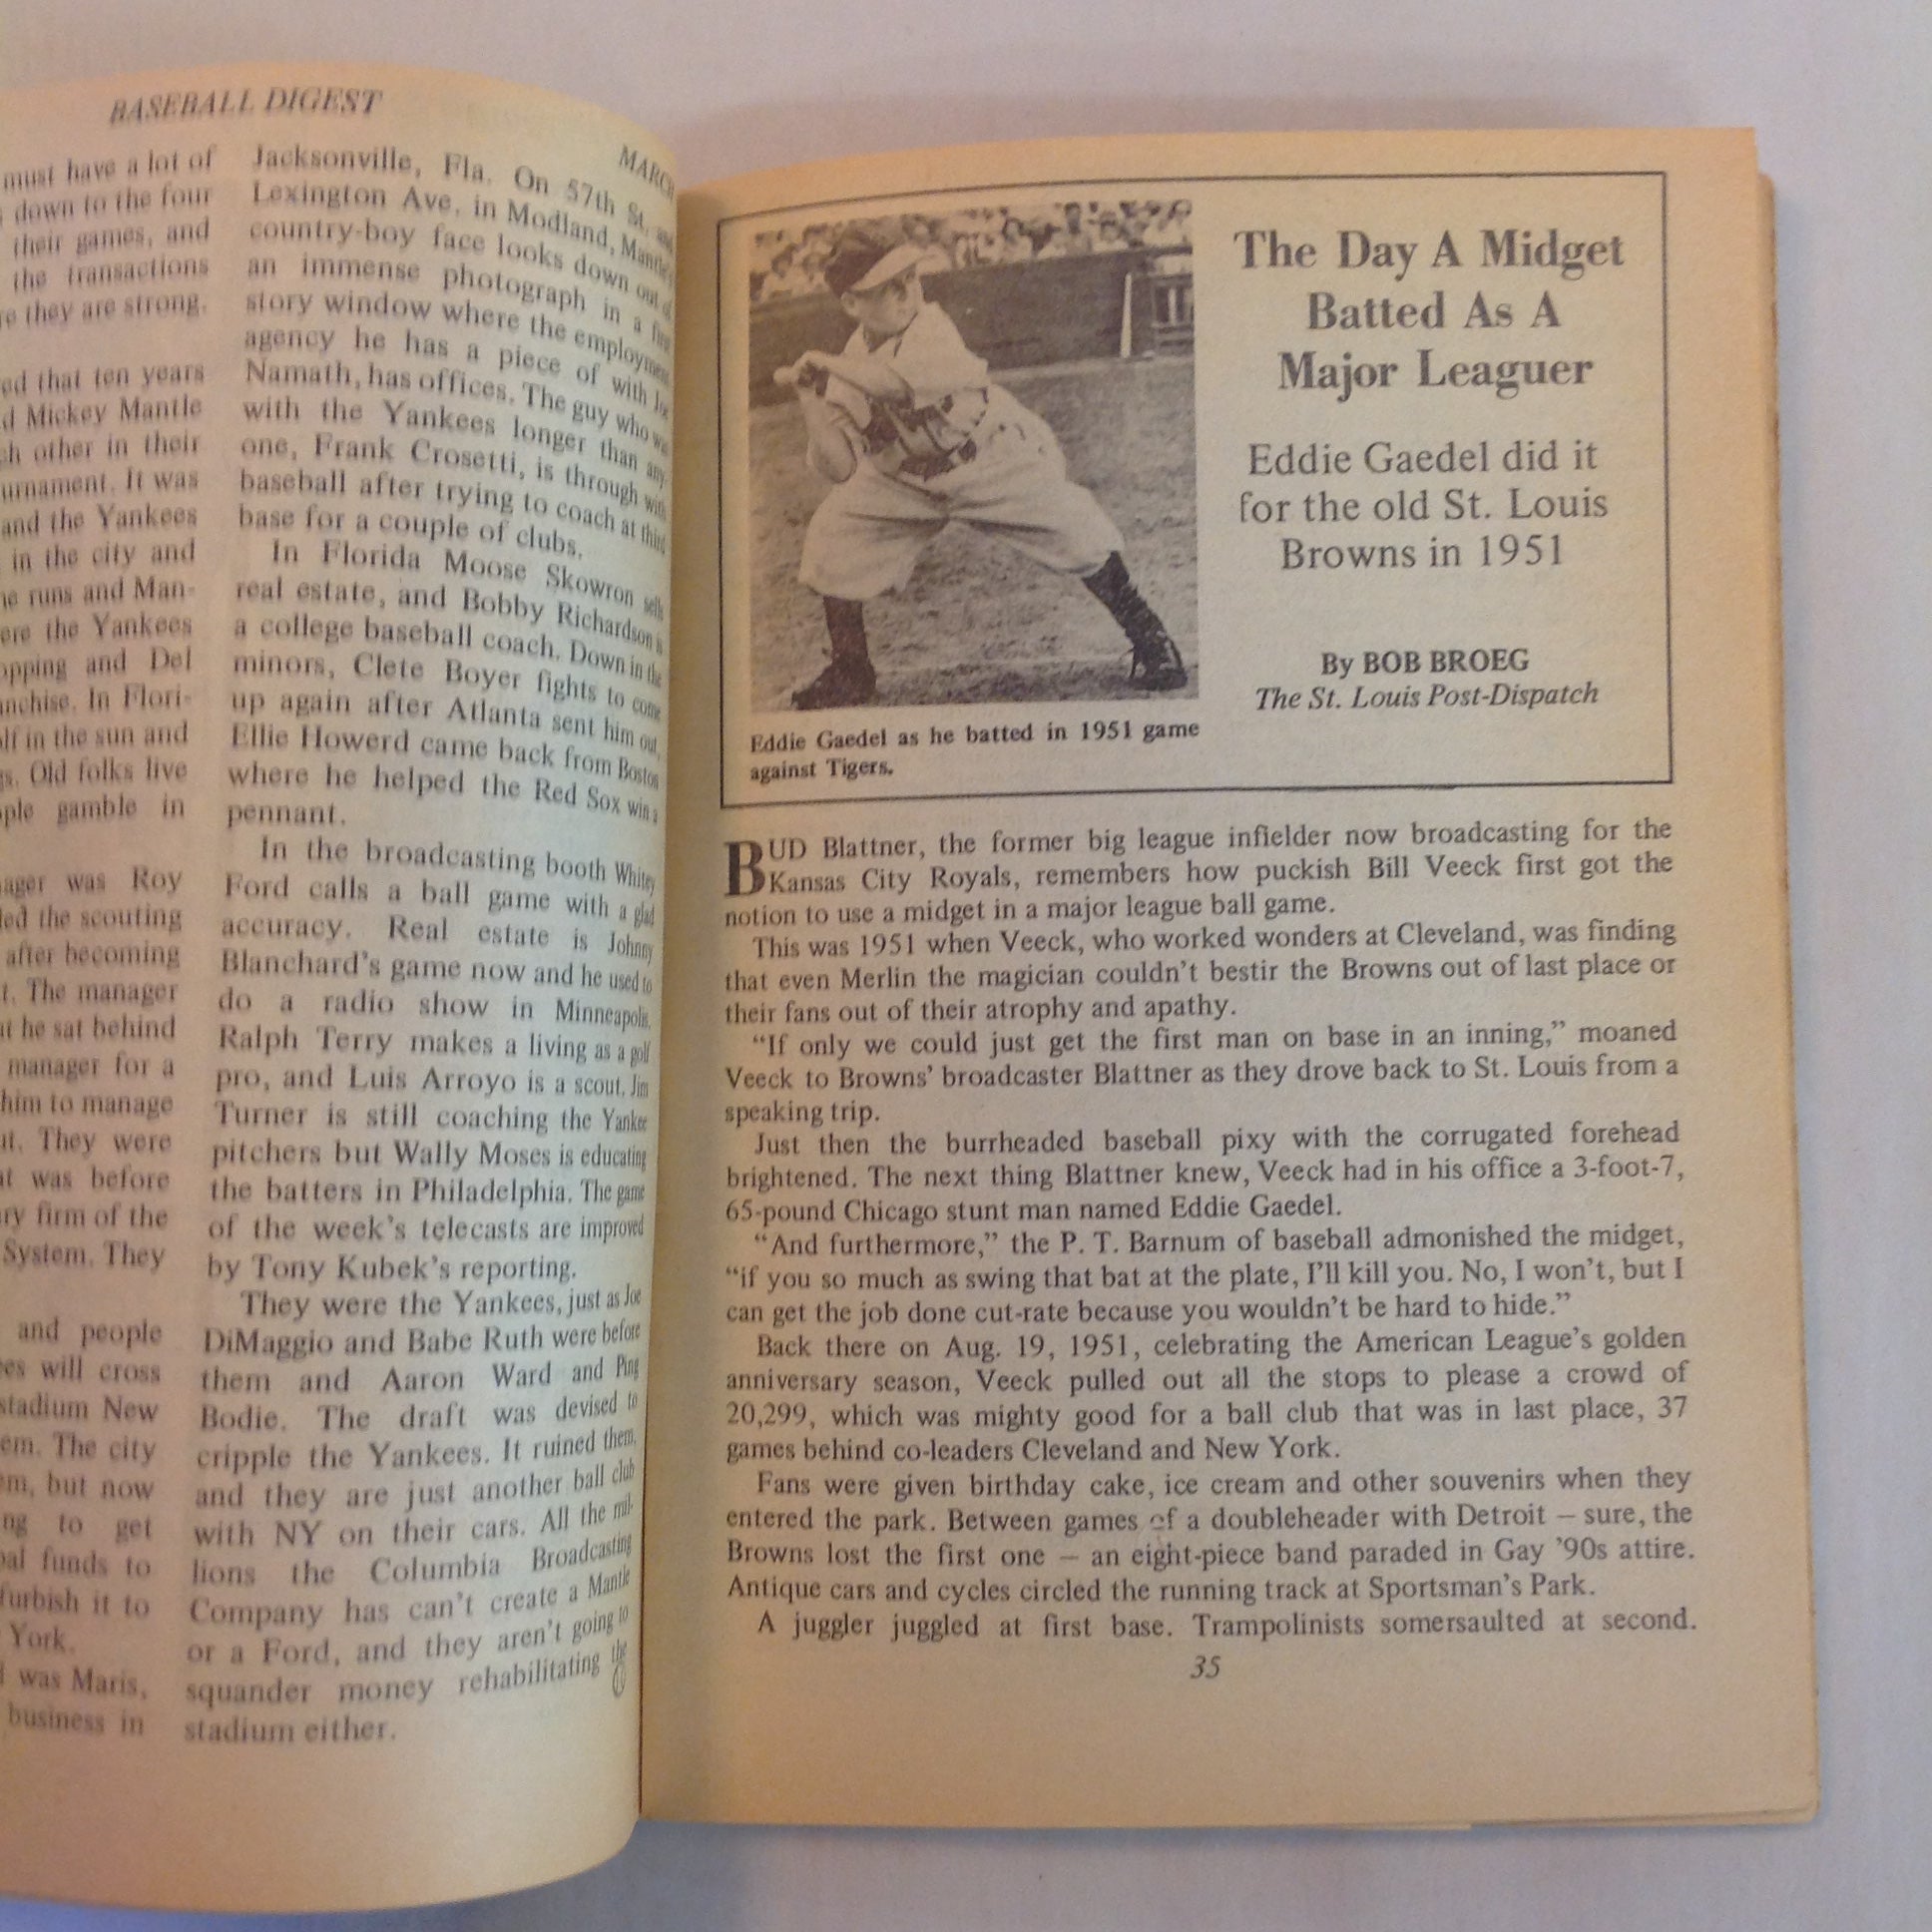 BASEBALL DIGEST
MARCH
must have a lot of
down to the four
their games, and
the transactions
they are strong.
that ten years
Mickey Mantle
other in their
It was
and the Yankees
in the city and
runs and Man-
the Yankees
and Del
In Flori-
in the sun and
Old folks live
gamble in
was Roy
the scouting
after becoming
The manager
he sat behind
manager for a
him to manage
They were
was before
firm of the
System. They
and people
will cross
stadium New
The city
but now
to get
funds to
it to
York.
was Maris,
business in
Jacksonville, Fla. On 57th St. and
Lexington Ave. in Modland, Mantle's
country-boy face looks down out of
an immense photograph in a first
story window where the employment
agency he has a piece of with Joe
Namath, has offices. The guy who was
with the Yankees longer than any-
one, Frank Crosetti, is through with
baseball after trying to coach at third
base for a couple of clubs.
In Florida Moose Skowron sells
real estate, and Bobby Richardson is
a college baseball coach. Down in the
minors, Clete Boyer fights to come
up again after Atlanta sent him out.
Ellie Howerd came back from Boston
where he helped the Red Sox win a
pennant.
In the broadcasting booth Whitey
Ford calls a ball game with a glad
accuracy. Real estate is Johnny
Blanchard's game now and he used to
do a radio show in Minneapolis.
Ralph Terry makes a living as a golf
pro, and Luis Arroyo is a scout. Jim
Turner is still coaching the Yankee
pitchers but Wally Moses is educating
the batters in Philadelphia. The game
of the week's telecasts are improved
by Tony Kubek's reporting.
They were the Yankees, just as Joe
DiMaggio and Babe Ruth were before
them and Aaron Ward and Ping
Bodie. The draft was devised to
cripple the Yankees. It ruined them,
and they are just another ball club
with NY on their cars. All the mil-
lions the Columbia Broadcasting
Company has can't create a Mantle
or a Ford, and they aren't going to
squander money rehabilitating the
stadium either.
The Day A Midget
Batted As A
Major Leaguer
Eddie Gaedel did it
for the old St. Louis
Browns in 1951
By BOB BROEG
The St. Louis Post-Dispatch
Eddie Gaedel as he batted in 1951 game
against Tigers.
BUD Blattner, the former big league infielder now broadcasting for the
Kansas City Royals, remembers how puckish Bill Veeck first got the
notion to use a midget in a major league ball game.
This was 1951 when Veeck, who worked wonders at Cleveland, was finding
that even Merlin the magician couldn't bestir the Browns out of last place or
their fans out of their atrophy and apathy.
“If only we could just get the first man on base in an inning,” moaned
Veeck to Browns' broadcaster Blattner as they drove back to St. Louis from a
speaking trip.
Just then the burrheaded baseball pixy with the corrugated forehead
brightened. The next thing Blattner knew, Veeck had in his office a 3-foot-7,
65-pound Chicago stunt man named Eddie Gaedel.
“And furthermore,” the P. T. Barnum of baseball admonished the midget,
“if you so much as swing that bat at the plate, I'll kill you. No, I won't, but I
can get the job done cut-rate because you wouldn't be hard to hide.”
Back there on Aug. 19, 1951, celebrating the American League's golden
anniversary season, Veeck pulled out all the stops to please a crowd of
20,299, which was mighty good for a ball club that was in last place, 37
games behind co-leaders Cleveland and New York.
Fans were given birthday cake, ice cream and other souvenirs when they
entered the park. Between games of a doubleheader with Detroit — sure, the
Browns lost the first one — an eight-piece band paraded in Gay '90s attire.
Antique cars and cycles circled the running track at Sportsman's Park.
A juggler juggled at first base. Trampolinists somersaulted at second.
35